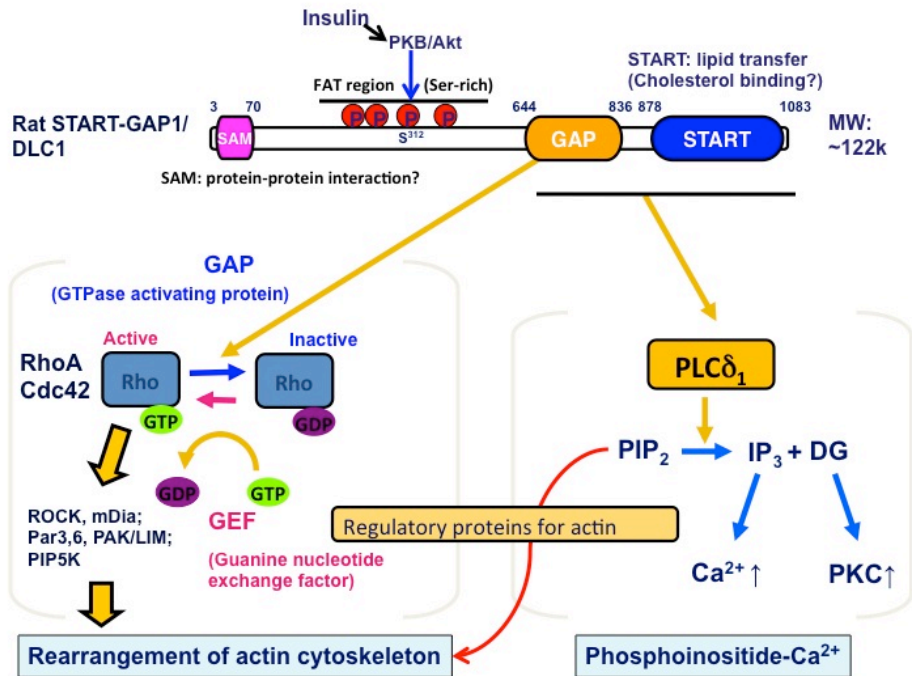 Insulin
PKB/Akt
START: lipid transfer
(Cholesterol binding?)
FAT region (Ser-rich)
3 70 644 836 878 1083
P P P P
Rat START-GAP1/
DLC1
SAM
S³¹²
GAP
START
MW:
~122k
SAM: protein-protein interaction?
GAP
(GTPase activating protein)
Active
Inactive
RhoA
Cdc42
Rho
Rho
GTP
GDP
GDP
GTP
GEF
(Guanine nucleotide
exchange factor)
ROCK, mDia;
Par3,6, PAK/LIM;
PIP5K
PLCδ₁
PIP₂
IP₃ + DG
Regulatory proteins for actin
Ca²⁺ ↑
PKC↑
Rearrangement of actin cytoskeleton
Phosphoinositide-Ca²⁺